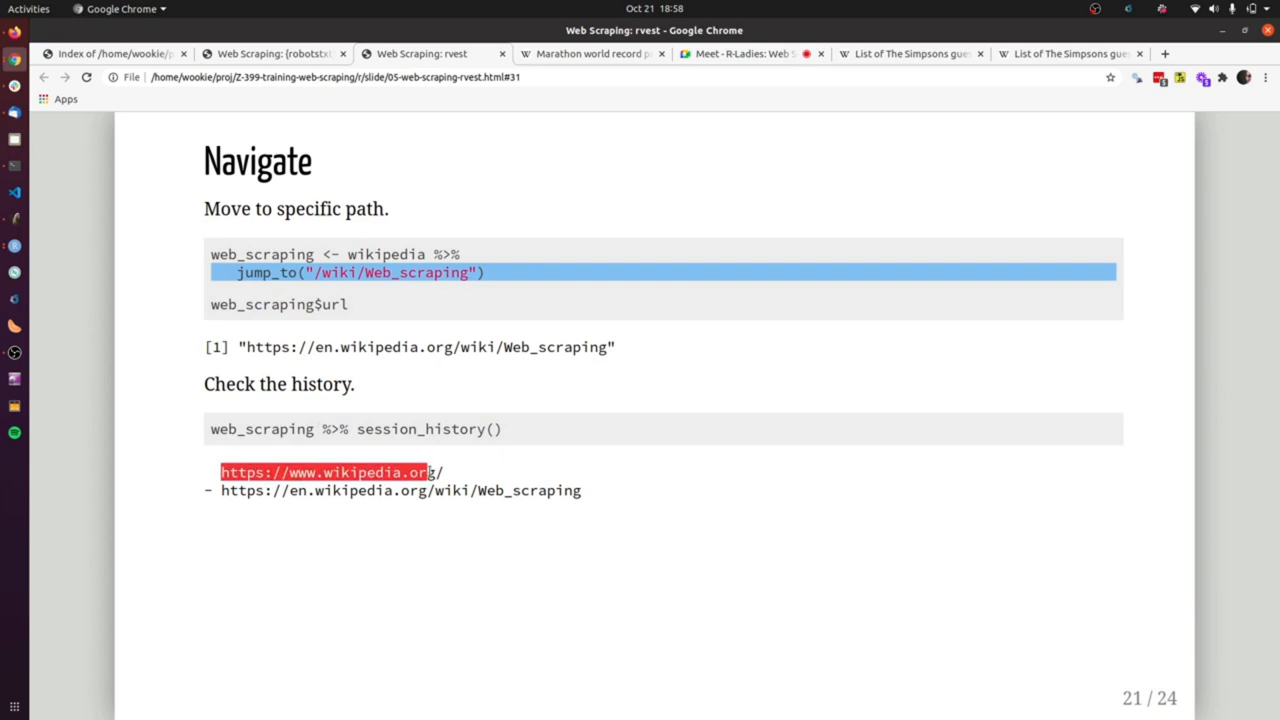 Activities
Google Chrome
Oct 21 18:58
Web Scraping: rvest - Google Chrome
Index of /home/wookie/p
Web Scraping: {robotstx
Web Scraping: rvest
Marathon world record p
Meet - R-Ladies: Web S
List of The Simpsons gues
List of The Simpsons gues
File
/home/wookie/proj/Z-399-training-web-scraping/r/slide/05-web-scraping-rvest.html#31
Apps
Navigate
Move to specific path.
web_scraping <- wikipedia %>%
jump_to("/wiki/Web_scraping")
web_scraping$url
[1] "https://en.wikipedia.org/wiki/Web_scraping"
Check the history.
web_scraping %>% session_history()
https://www.wikipedia.org/
- https://en.wikipedia.org/wiki/Web_scraping
21 / 24